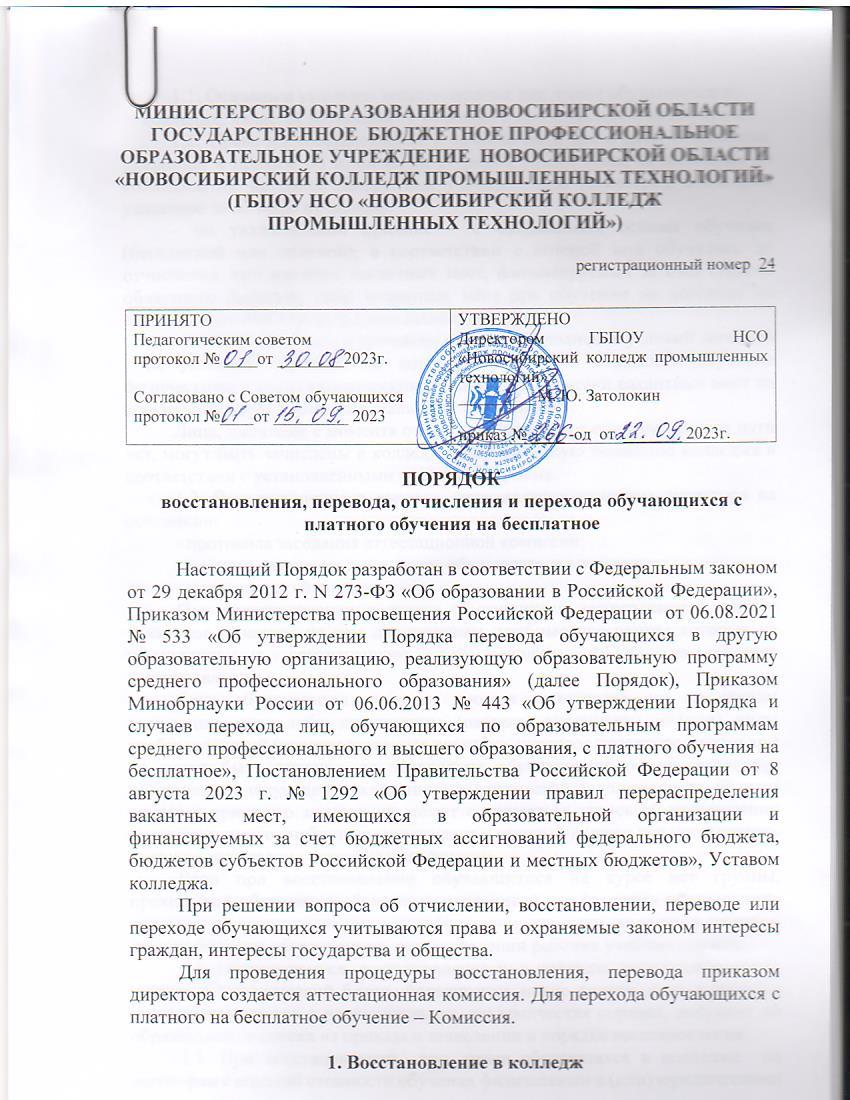 МИНИСТЕРСТВО ОБРАЗОВАНИЯ НОВОСИБИРСКОЙ ОБЛАСТИ
ГОСУДАРСТВЕННОЕ БЮДЖЕТНОЕ ПРОФЕССИОНАЛЬНОЕ
ОБРАЗОВАТЕЛЬНОЕ УЧРЕЖДЕНИЕ НОВОСИБИРСКОЙ ОБЛАСТИ
«НОВОСИБИРСКИЙ КОЛЛЕДЖ ПРОМЫШЛЕННЫХ ТЕХНОЛОГИЙ»
(ГБПОУ НСО «НОВОСИБИРСКИЙ КОЛЛЕДЖ
ПРОМЫШЛЕННЫХ ТЕХНОЛОГИЙ»)
регистрационный номер 24
ПРИНЯТО
Педагогическим советом
протокол № 01 от 30.08 2023г.
Согласовано с Советом обучающихся
протокол № 01 от 15.09. 2023
УТВЕРЖДЕНО
Директором ГБПОУ НСО
«Новосибирский колледж промышленных
технологий»
М.Ю. Затолокин
приказ № -од от 22.09. 2023г.
ПОРЯДОК
восстановления, перевода, отчисления и перехода обучающихся с
платного обучения на бесплатное
Настоящий Порядок разработан в соответствии с Федеральным законом
от 29 декабря 2012 г. N 273-ФЗ «Об образовании в Российской Федерации»,
Приказом Министерства просвещения Российской Федерации от 06.08.2021
№ 533 «Об утверждении Порядка перевода обучающихся в другую
образовательную организацию, реализующую образовательную программу
среднего профессионального образования» (далее Порядок), Приказом
Минобрнауки России от 06.06.2013 № 443 «Об утверждении Порядка и
случаев перехода лиц, обучающихся по образовательным программам
среднего профессионального и высшего образования, с платного обучения на
бесплатное», Постановлением Правительства Российской Федерации от 8
августа 2023 г. № 1292 «Об утверждении правил перераспределения
вакантных мест, имеющихся в образовательной организации и
финансируемых за счет бюджетных ассигнований федерального бюджета,
бюджетов субъектов Российской Федерации и местных бюджетов», Уставом
колледжа.
При решении вопроса об отчислении, восстановлении, переводе или
переходе обучающихся учитываются права и охраняемые законом интересы
граждан, интересы государства и общества.
Для проведения процедуры восстановления, перевода приказом
директора создается аттестационная комиссия. Для перехода обучающихся с
платного на бесплатное обучение – Комиссия.
1. Восстановление в колледж